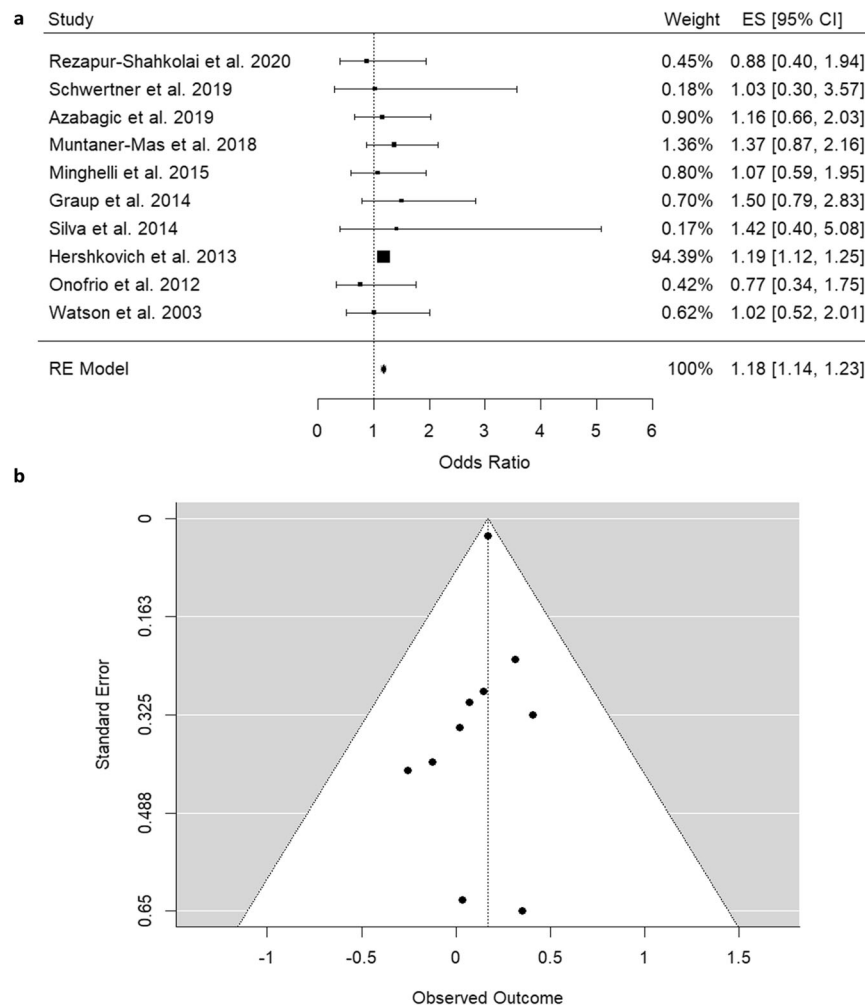 a
Study Weight ES [95% CI]
Rezapur-Shahkolai et al. 2020 0.45% 0.88 [0.40, 1.94]
Schwertner et al. 2019 0.18% 1.03 [0.30, 3.57]
Azabagic et al. 2019 0.90% 1.16 [0.66, 2.03]
Muntaner-Mas et al. 2018 1.36% 1.37 [0.87, 2.16]
Minghelli et al. 2015 0.80% 1.07 [0.59, 1.95]
Graup et al. 2014 0.70% 1.50 [0.79, 2.83]
Silva et al. 2014 0.17% 1.42 [0.40, 5.08]
Hershkovich et al. 2013 94.39% 1.19 [1.12, 1.25]
Onofrio et al. 2012 0.42% 0.77 [0.34, 1.75]
Watson et al. 2003 0.62% 1.02 [0.52, 2.01]
RE Model 100% 1.18 [1.14, 1.23]
0 1 2 3 4 5 6
Odds Ratio
b
Standard Error
0
0.163
0.325
0.488
0.65
-1 -0.5 0 0.5 1 1.5
Observed Outcome